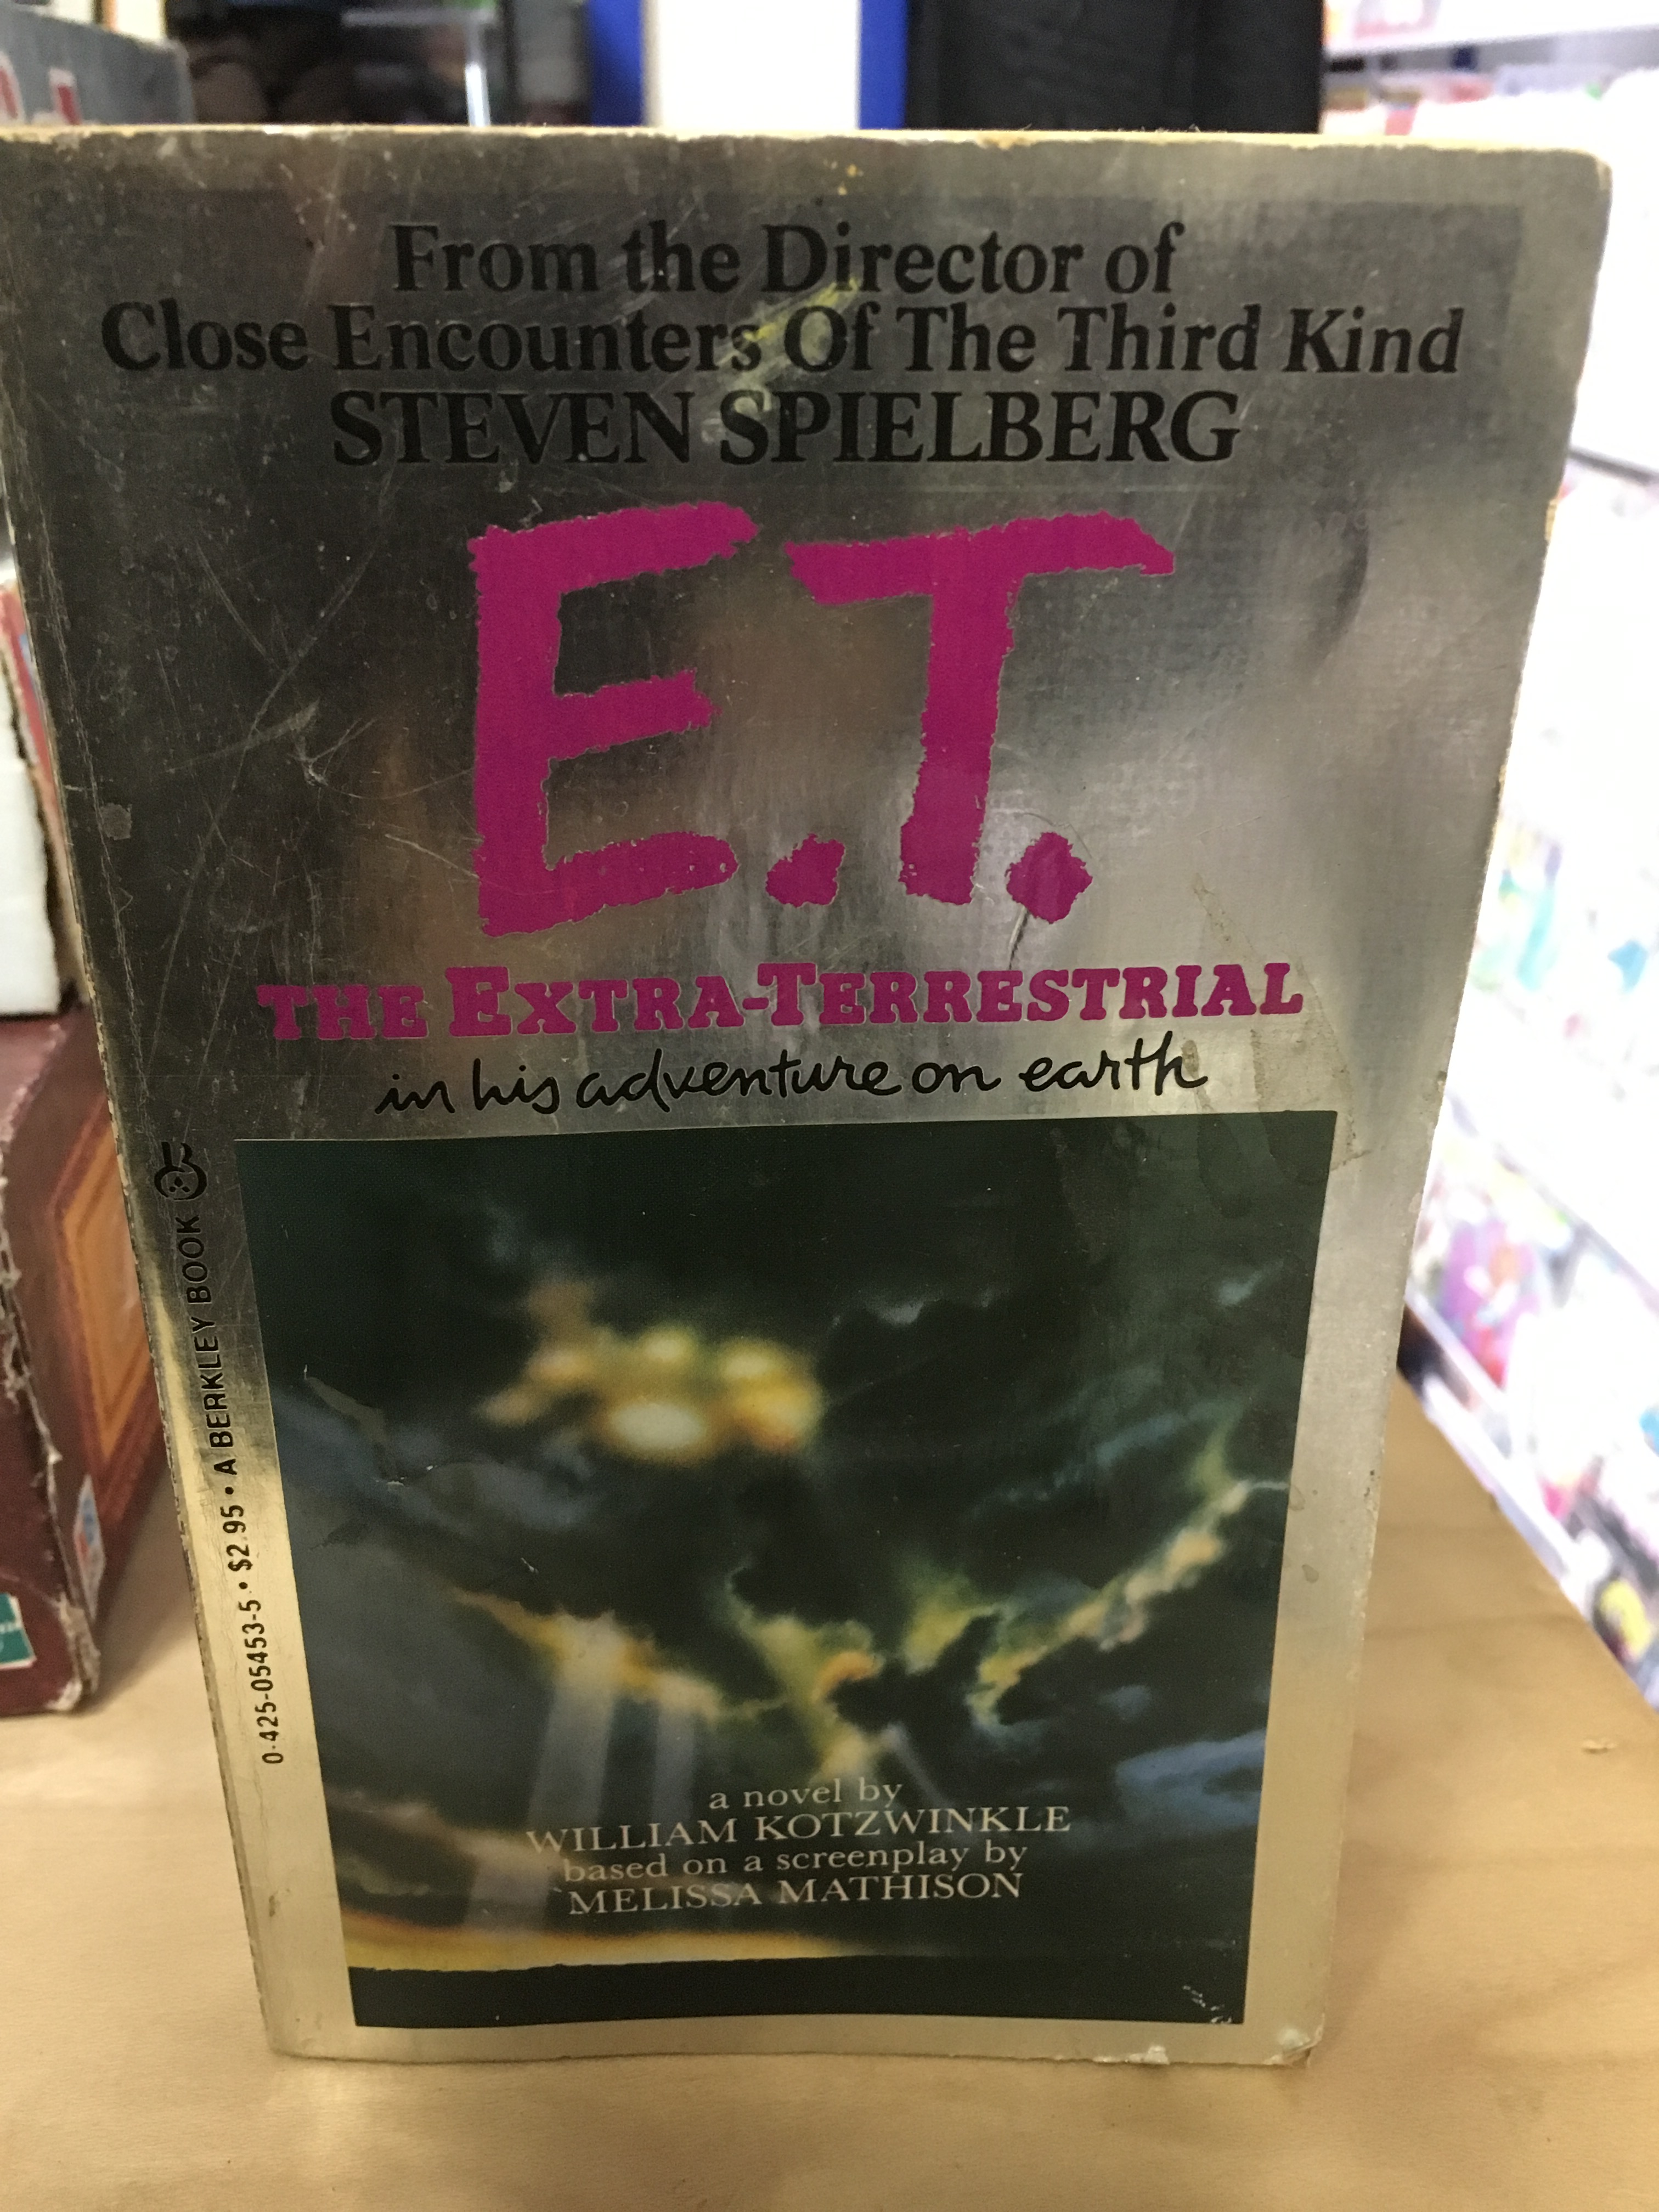 From the Director of
Close Encounters Of The Third Kind
STEVEN SPIELBERG
E.T.
THE EXTRA-TERRESTRIAL
in his adventure on earth
0-425-05453-5 • $2.95 • A BERKLEY BOOK
a novel by
WILLIAM KOTZWINKLE
based on a screenplay by
MELISSA MATHISON